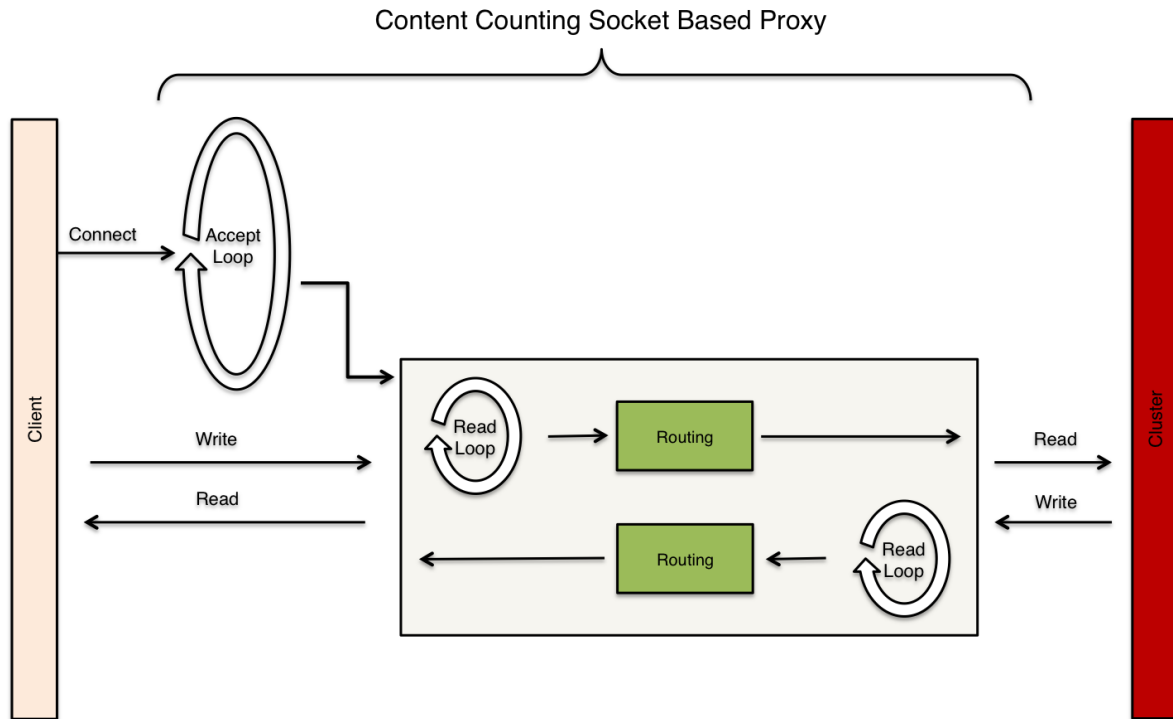 Content Counting Socket Based Proxy
Connect
Accept
Loop
Client
Cluster
Write
Read
Loop
Routing
Read
Read
Write
Routing
Read
Loop